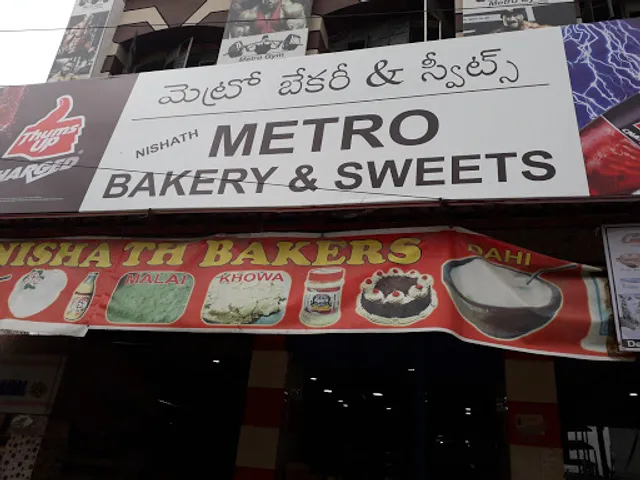 Metro Gym
మెట్రో బేకరీ & స్వీట్స్
Thums Up
CHARGED
NISHATH METRO
BAKERY & SWEETS
NISHATH BAKERS
MALAI
KHOWA
DAHI